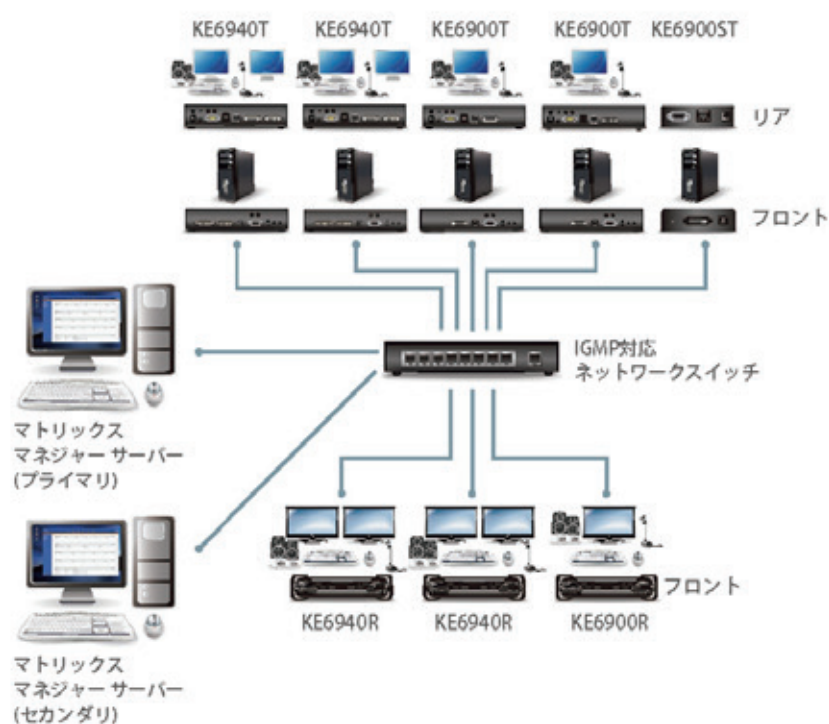 KE6940T
KE6940T
KE6900T
KE6900T
KE6900ST
リア
フロント
IGMP対応
ネットワークスイッチ
マトリックス
マネジャー サーバー
(プライマリ)
フロント
KE6940R
KE6940R
KE6900R
マトリックス
マネジャー サーバー
(セカンダリ)